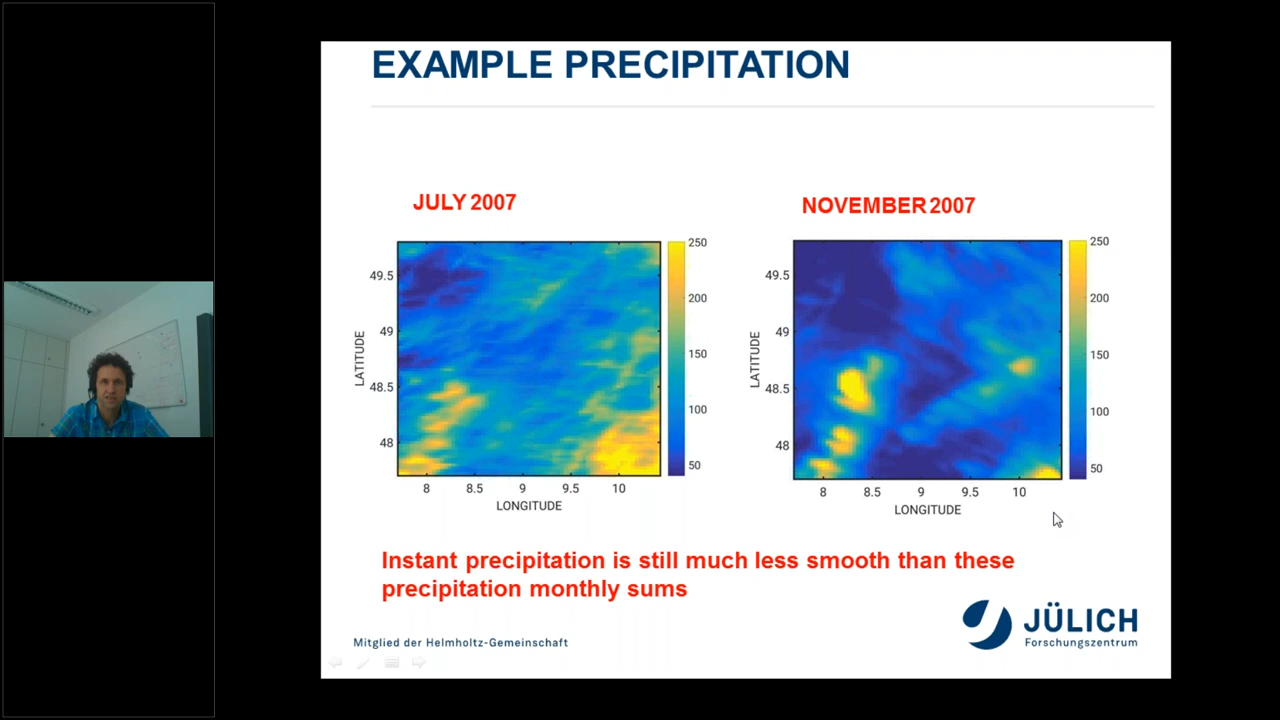 EXAMPLE PRECIPITATION
JULY 2007
NOVEMBER 2007
LATITUDE
49.5
49
48.5
48
8
8.5
9
9.5
10
LONGITUDE
250
200
150
100
50
LATITUDE
49.5
49
48.5
48
8
8.5
9
9.5
10
LONGITUDE
250
200
150
100
50
Instant precipitation is still much less smooth than these
precipitation monthly sums
Mitglied der Helmholtz-Gemeinschaft
JÜLICH
Forschungszentrum